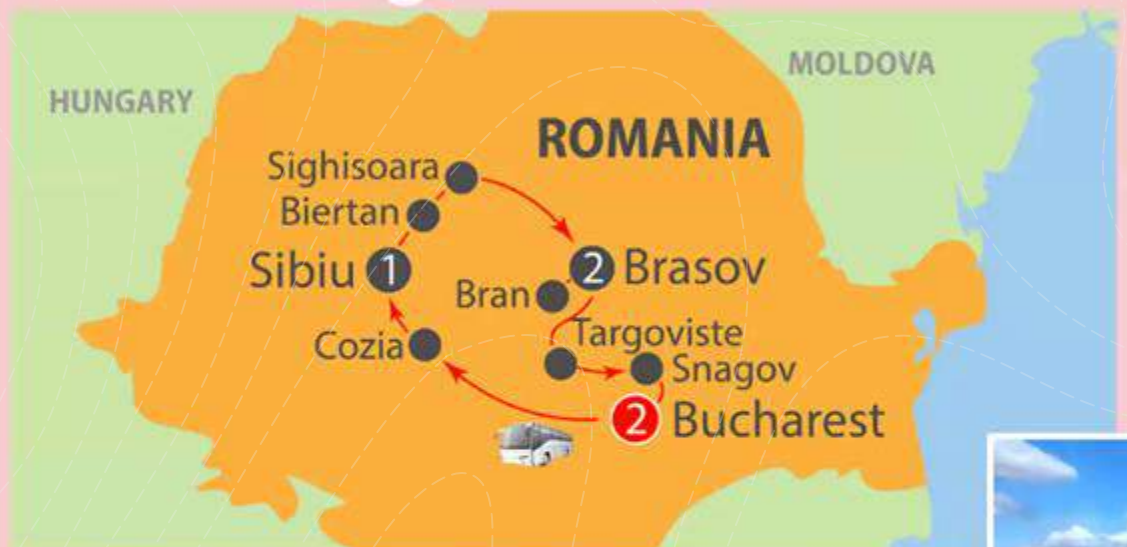 HUNGARY
MOLDOVA
ROMANIA
Sighisoara
Biertan
Sibiu 1
2 Brasov
Bran
Cozia
Targoviste
Snagov
2 Bucharest